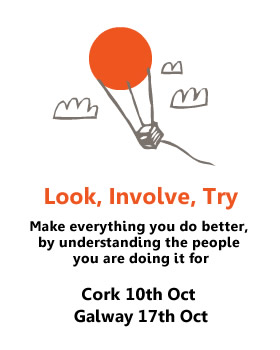 Look, Involve, Try
Make everything you do better,
by understanding the people
you are doing it for
Cork 10th Oct
Galway 17th Oct